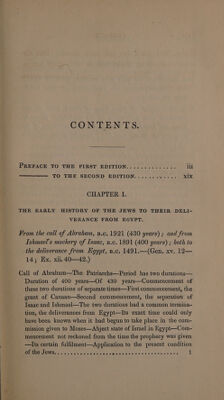 CONTENTS.
PREFACE TO THE FIRST EDITION.............. iii
——— TO THE SECOND EDITION............ xix
CHAPTER I.
THE EARLY HISTORY OF THE JEWS TO THEIR DELI-
VERANCE FROM EGYPT.
From the call of Abraham, B.C. 1921 (430 years); and from
Ishmael's mockery of Isaac, B.C. 1891 (400 years); both to
the deliverance from Egypt, B.C. 1491.—(Gen. xv. 12—
14; Ex. xii. 40—42.)
Call of Abraham—The Patriarchs—Period has two durations—
Duration of 400 years—Of 430 years—Commencement of
these two durations of separate times—First commencement, the
grant of Canaan—Second commencement, the separation of
Isaac and Ishmael—The two durations had a common termina-
tion, the deliverances from Egypt—Its exact time could only
have been known when it had begun to take place in the com-
mission given to Moses—Abject state of Israel in Egypt—Com-
mencement not reckoned from the time the prophecy was given
—Its certain fulfilment—Application to the present condition
of the Jews........................................ 1